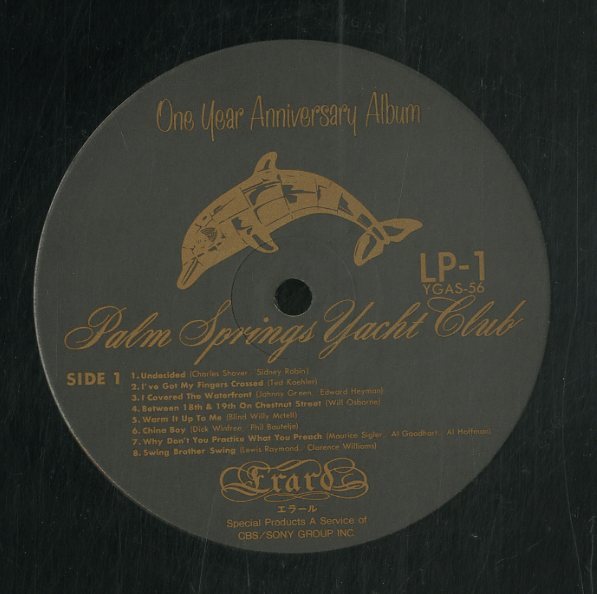 One Year Anniversary Album
LP-1
YGAS-56
Palm Springs Yacht Club
SIDE 1
1. Undecided (Charles Shaver . Sidney Robin)
2. I've Got My Fingers Crossed (Ted Koehler)
3. I Covered The Waterfront (Johnny Green . Edward Heyman)
4. Between 18th & 19th On Chestnut Street (Will Osborne)
5. Warm It Up To Me (Blind Willy Mctell)
6. China Boy (Dick Winfree . Phil Boutelje)
7. Why Don't You Practice What You Preach (Maurice Sigler . Al Goodhart . Al Hoffman)
8. Swing Brother Swing (Lewis Raymond . Clarence Williams)
Erard
エラール
Special Products A Service of
CBS/SONY GROUP INC.